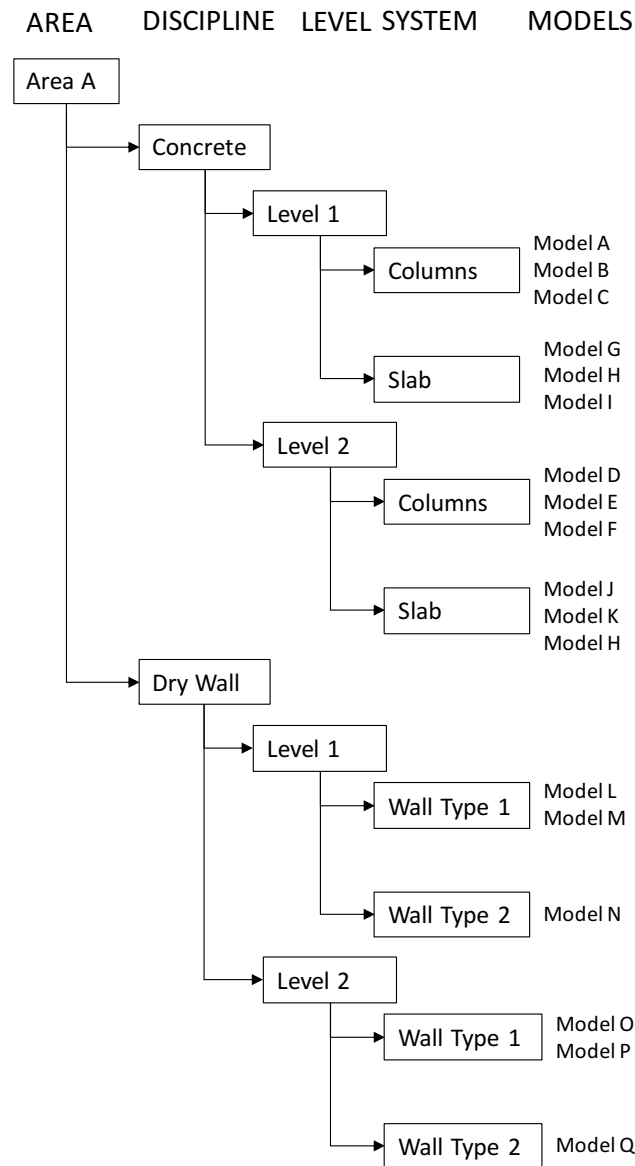 AREA DISCIPLINE LEVEL SYSTEM MODELS
Area A
Concrete
Level 1
Columns
Model A
Model B
Model C
Slab
Model G
Model H
Model I
Level 2
Columns
Model D
Model E
Model F
Slab
Model J
Model K
Model H
Dry Wall
Level 1
Wall Type 1
Model L
Model M
Wall Type 2
Model N
Level 2
Wall Type 1
Model O
Model P
Wall Type 2
Model Q